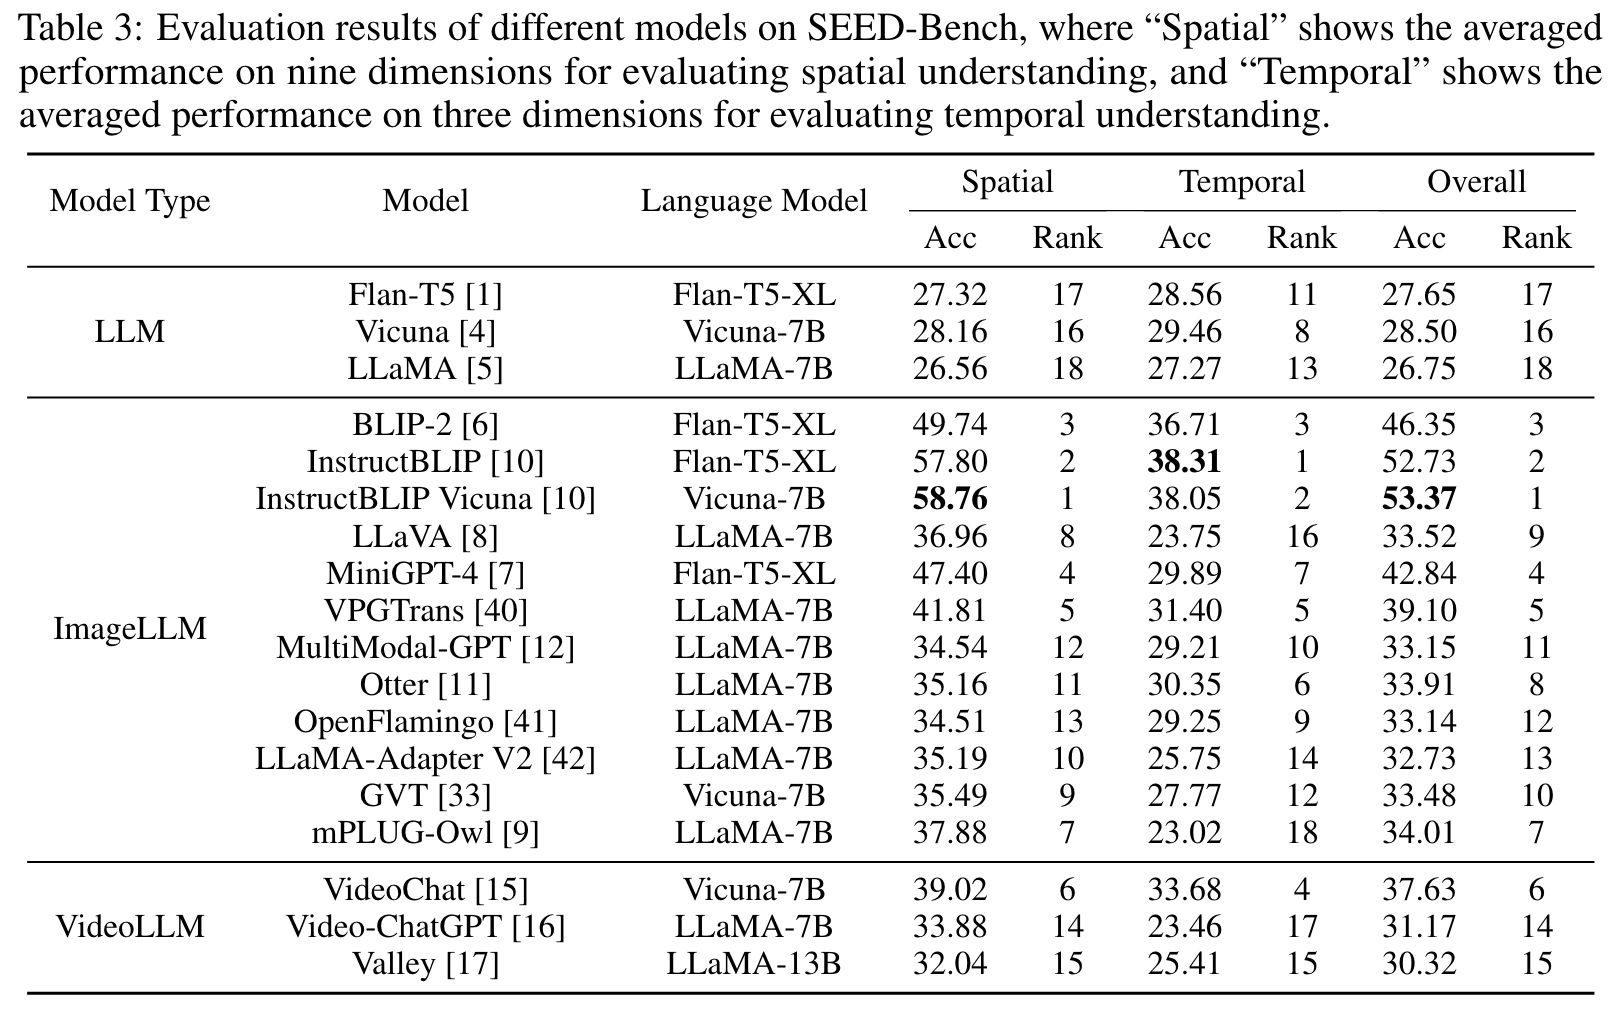 Table 3: Evaluation results of different models on SEED-Bench, where “Spatial” shows the averaged
performance on nine dimensions for evaluating spatial understanding, and “Temporal” shows the
averaged performance on three dimensions for evaluating temporal understanding.
Model Type Model Language Model Spatial Temporal Overall
Acc Rank Acc Rank Acc Rank
LLM
Flan-T5 [1] Flan-T5-XL 27.32 17 28.56 11 27.65 17
Vicuna [4] Vicuna-7B 28.16 16 29.46 8 28.50 16
LLaMA [5] LLaMA-7B 26.56 18 27.27 13 26.75 18
ImageLLM
BLIP-2 [6] Flan-T5-XL 49.74 3 36.71 3 46.35 3
InstructBLIP [10] Flan-T5-XL 57.80 2 38.31 1 52.73 2
InstructBLIP Vicuna [10] Vicuna-7B 58.76 1 38.05 2 53.37 1
LLaVA [8] LLaMA-7B 36.96 8 23.75 16 33.52 9
MiniGPT-4 [7] Flan-T5-XL 47.40 4 29.89 7 42.84 4
VPGTrans [40] LLaMA-7B 41.81 5 31.40 5 39.10 5
MultiModal-GPT [12] LLaMA-7B 34.54 12 29.21 10 33.15 11
Otter [11] LLaMA-7B 35.16 11 30.35 6 33.91 8
OpenFlamingo [41] LLaMA-7B 34.51 13 29.25 9 33.14 12
LLaMA-Adapter V2 [42] LLaMA-7B 35.19 10 25.75 14 32.73 13
GVT [33] Vicuna-7B 35.49 9 27.77 12 33.48 10
mPLUG-Owl [9] LLaMA-7B 37.88 7 23.02 18 34.01 7
VideoLLM
VideoChat [15] Vicuna-7B 39.02 6 33.68 4 37.63 6
Video-ChatGPT [16] LLaMA-7B 33.88 14 23.46 17 31.17 14
Valley [17] LLaMA-13B 32.04 15 25.41 15 30.32 15